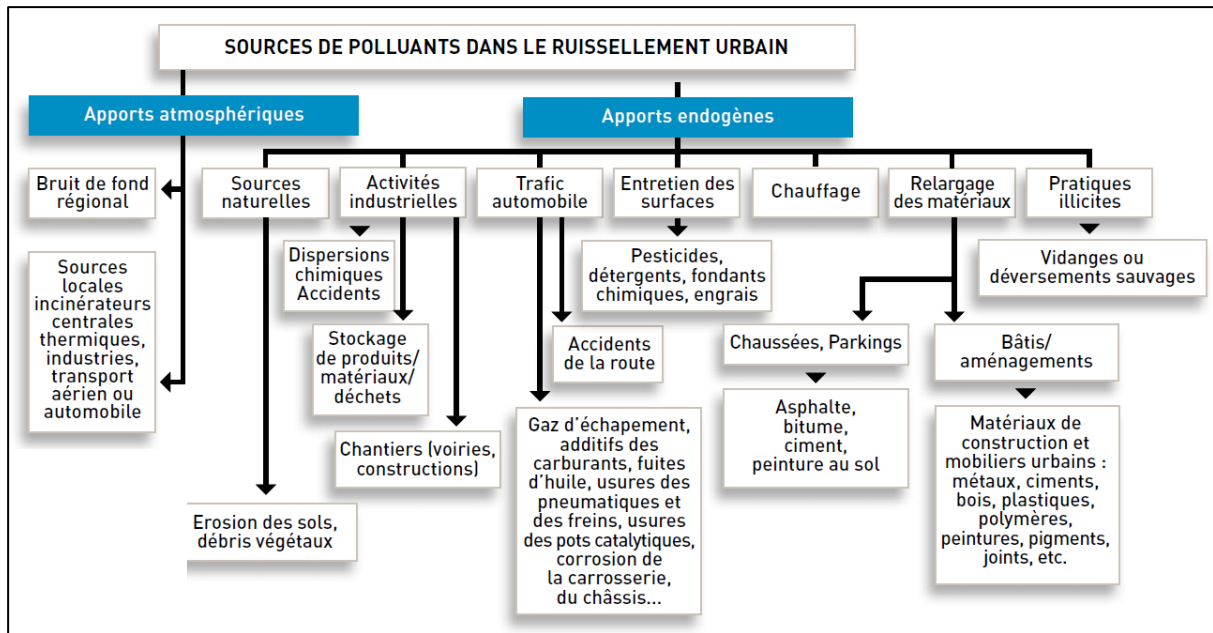 SOURCES DE POLLUANTS DANS LE RUISSELLEMENT URBAIN
Apports atmosphériques
Apports endogènes
Bruit de fond
régional
Sources
locales
incinérateurs
centrales
thermiques,
industries,
transport
aérien ou
automobile
Sources
naturelles
Erosion des sols,
débris végétaux
Activités
industrielles
Dispersions
chimiques
Accidents
Stockage
de produits/
matériaux/
déchets
Chantiers (voiries,
constructions)
Trafic
automobile
Accidents
de la route
Gaz d'échapement,
additifs des
carburants, fuites
d'huile, usures des
pneumatiques et
des freins, usures
des pots catalytiques,
corrosion de
la carrosserie,
du châssis...
Entretien des
surfaces
Pesticides,
détergents, fondants
chimiques, engrais
Chauffage
Relargage
des matériaux
Chaussées, Parkings
Asphalte,
bitume,
ciment,
peinture au sol
Bâtis/
aménagements
Matériaux de
construction et
mobiliers urbains :
métaux, ciments,
bois, plastiques,
polymères,
peintures, pigments,
joints, etc.
Pratiques
illicites
Vidanges ou
déversements sauvages